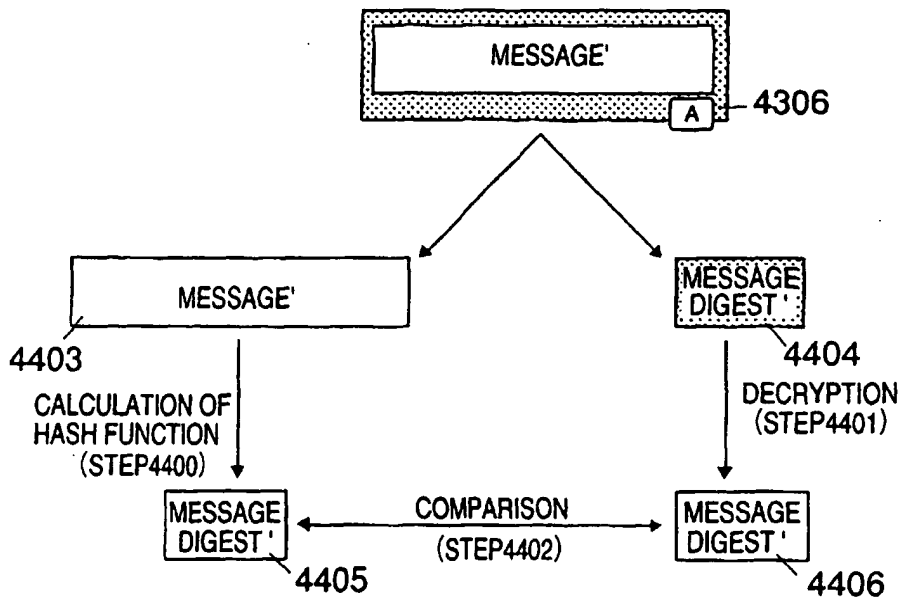 MESSAGE'
A
4306
MESSAGE'
4403
MESSAGE
DIGEST '
4404
CALCULATION OF
HASH FUNCTION
(STEP4400)
DECRYPTION
(STEP4401)
MESSAGE
DIGEST '
4405
COMPARISON
(STEP4402)
MESSAGE
DIGEST '
4406